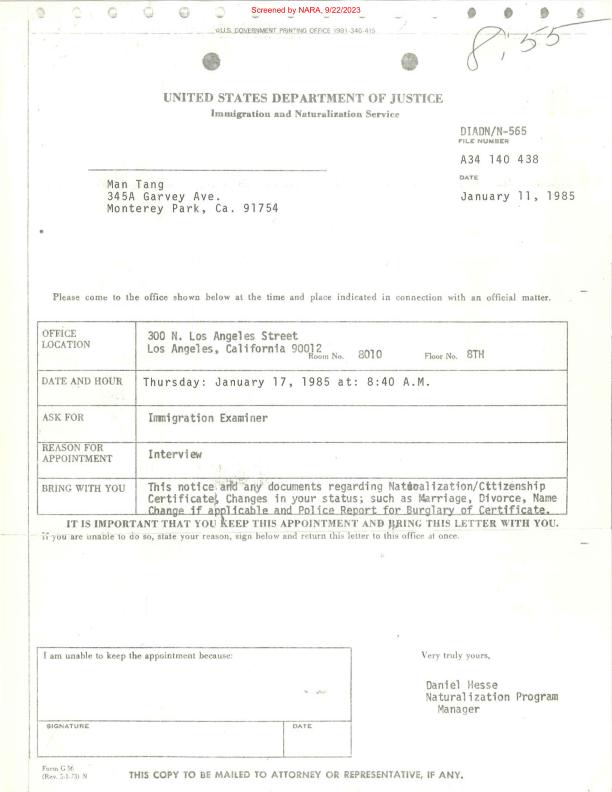 Screened by NARA, 9/22/2023
☆U.S. GOVERNMENT PRINTING OFFICE 1981-346-415
8:55
UNITED STATES DEPARTMENT OF JUSTICE
Immigration and Naturalization Service
DIADN/N-565
FILE NUMBER
A34 140 438
DATE
January 11, 1985
Man Tang
345A Garvey Ave.
Monterey Park, Ca. 91754
Please come to the office shown below at the time and place indicated in connection with an official matter.
OFFICE LOCATION
300 N. Los Angeles Street
Los Angeles, California 90012
Room No. 8010 Floor No. 8TH
DATE AND HOUR
Thursday: January 17, 1985 at: 8:40 A.M.
ASK FOR
Immigration Examiner
REASON FOR APPOINTMENT
Interview
BRING WITH YOU
This notice and any documents regarding Natoalization/Cttizenship
Certificate, Changes in your status; such as Marriage, Divorce, Name
Change if applicable and Police Report for Burglary of Certificate.
IT IS IMPORTANT THAT YOU KEEP THIS APPOINTMENT AND BRING THIS LETTER WITH YOU.
If you are unable to do so, state your reason, sign below and return this letter to this office at once.
I am unable to keep the appointment because:
SIGNATURE
DATE
Very truly yours,
Daniel Hesse
Naturalization Program
Manager
Form G-56
(Rev. 5-1-73) N
THIS COPY TO BE MAILED TO ATTORNEY OR REPRESENTATIVE, IF ANY.